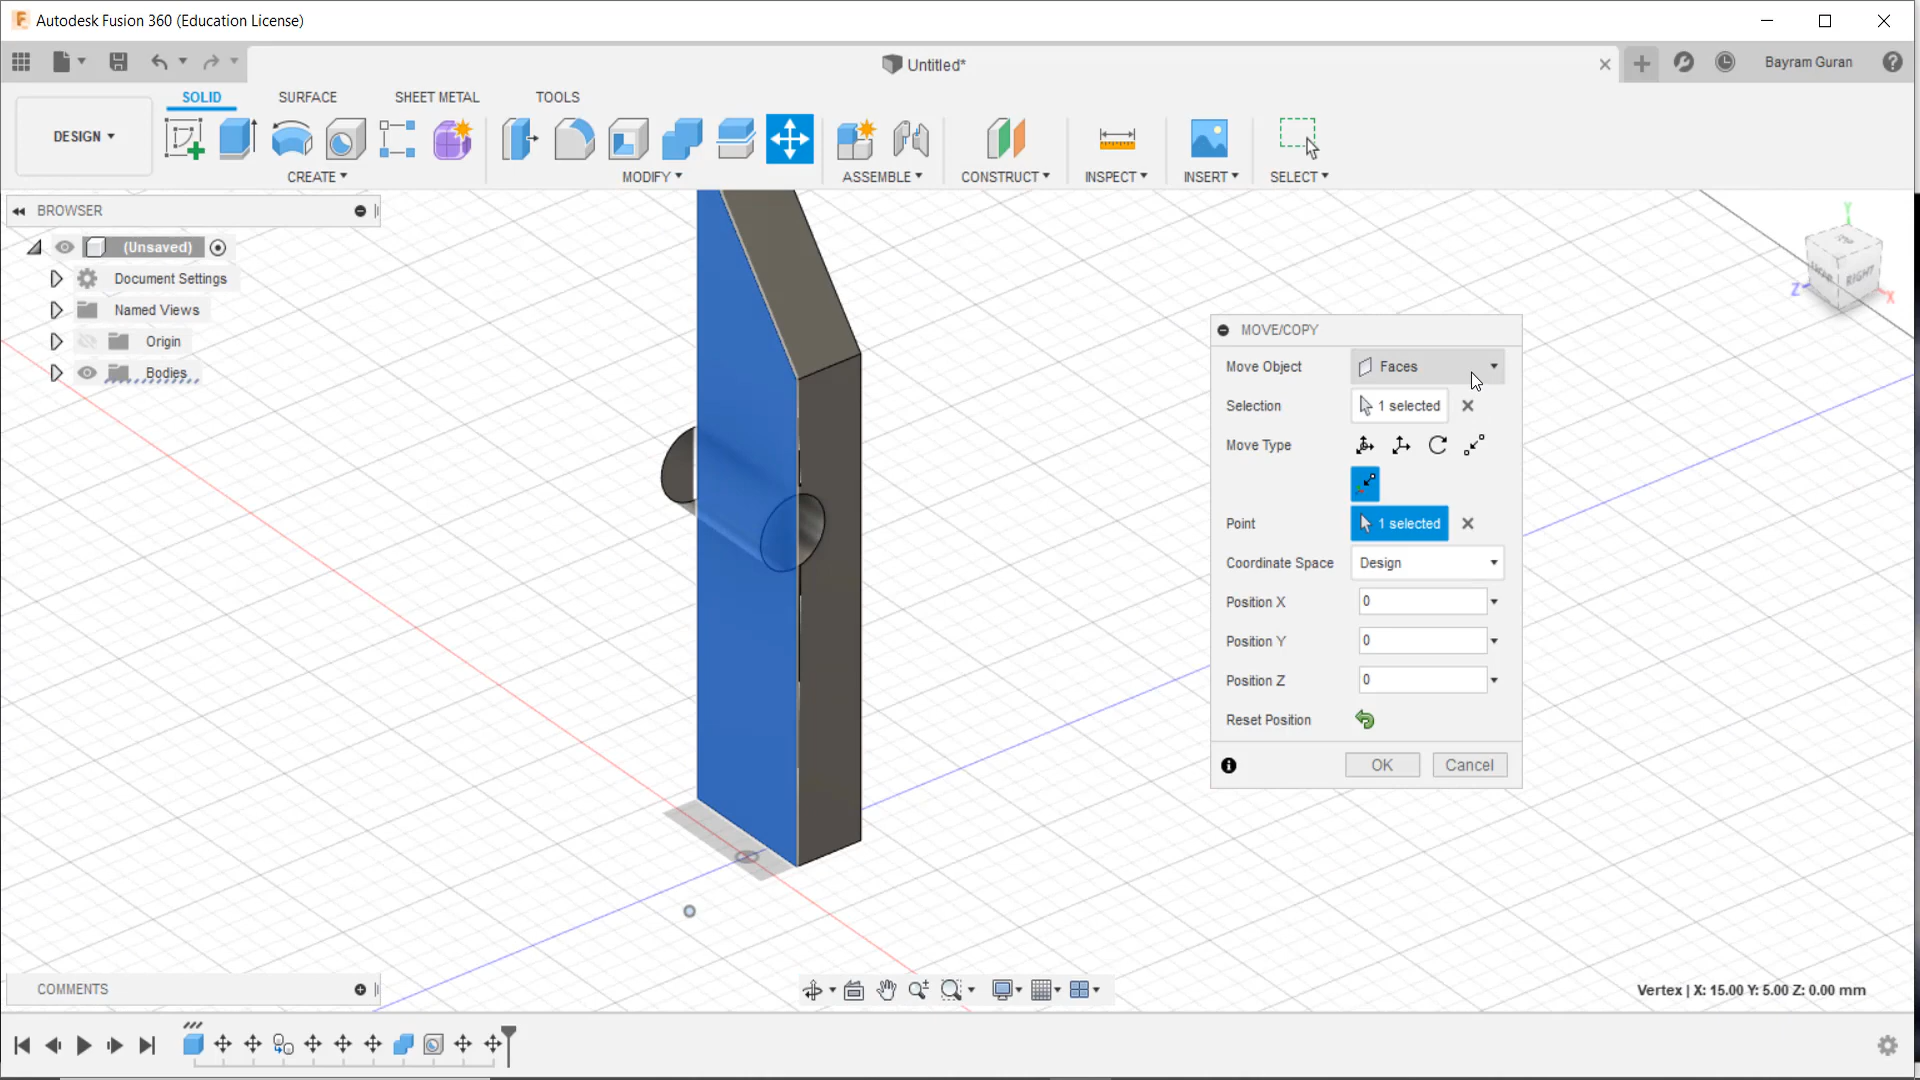 Autodesk Fusion 360 (Education License)
Untitled*
Bayram Guran
DESIGN
SOLID
SURFACE
SHEET METAL
TOOLS
CREATE
MODIFY
ASSEMBLE
CONSTRUCT
INSPECT
INSERT
SELECT
BROWSER
(Unsaved)
Document Settings
Named Views
Origin
Bodies
Y
TOP
FRONT
RIGHT
Z
X
MOVE/COPY
Move Object Faces
Selection 1 selected
Move Type
Point 1 selected
Coordinate Space Design
Position X 0
Position Y 0
Position Z 0
Reset Position
OK Cancel
COMMENTS
Vertex | X: 15.00 Y: 5.00 Z: 0.00 mm